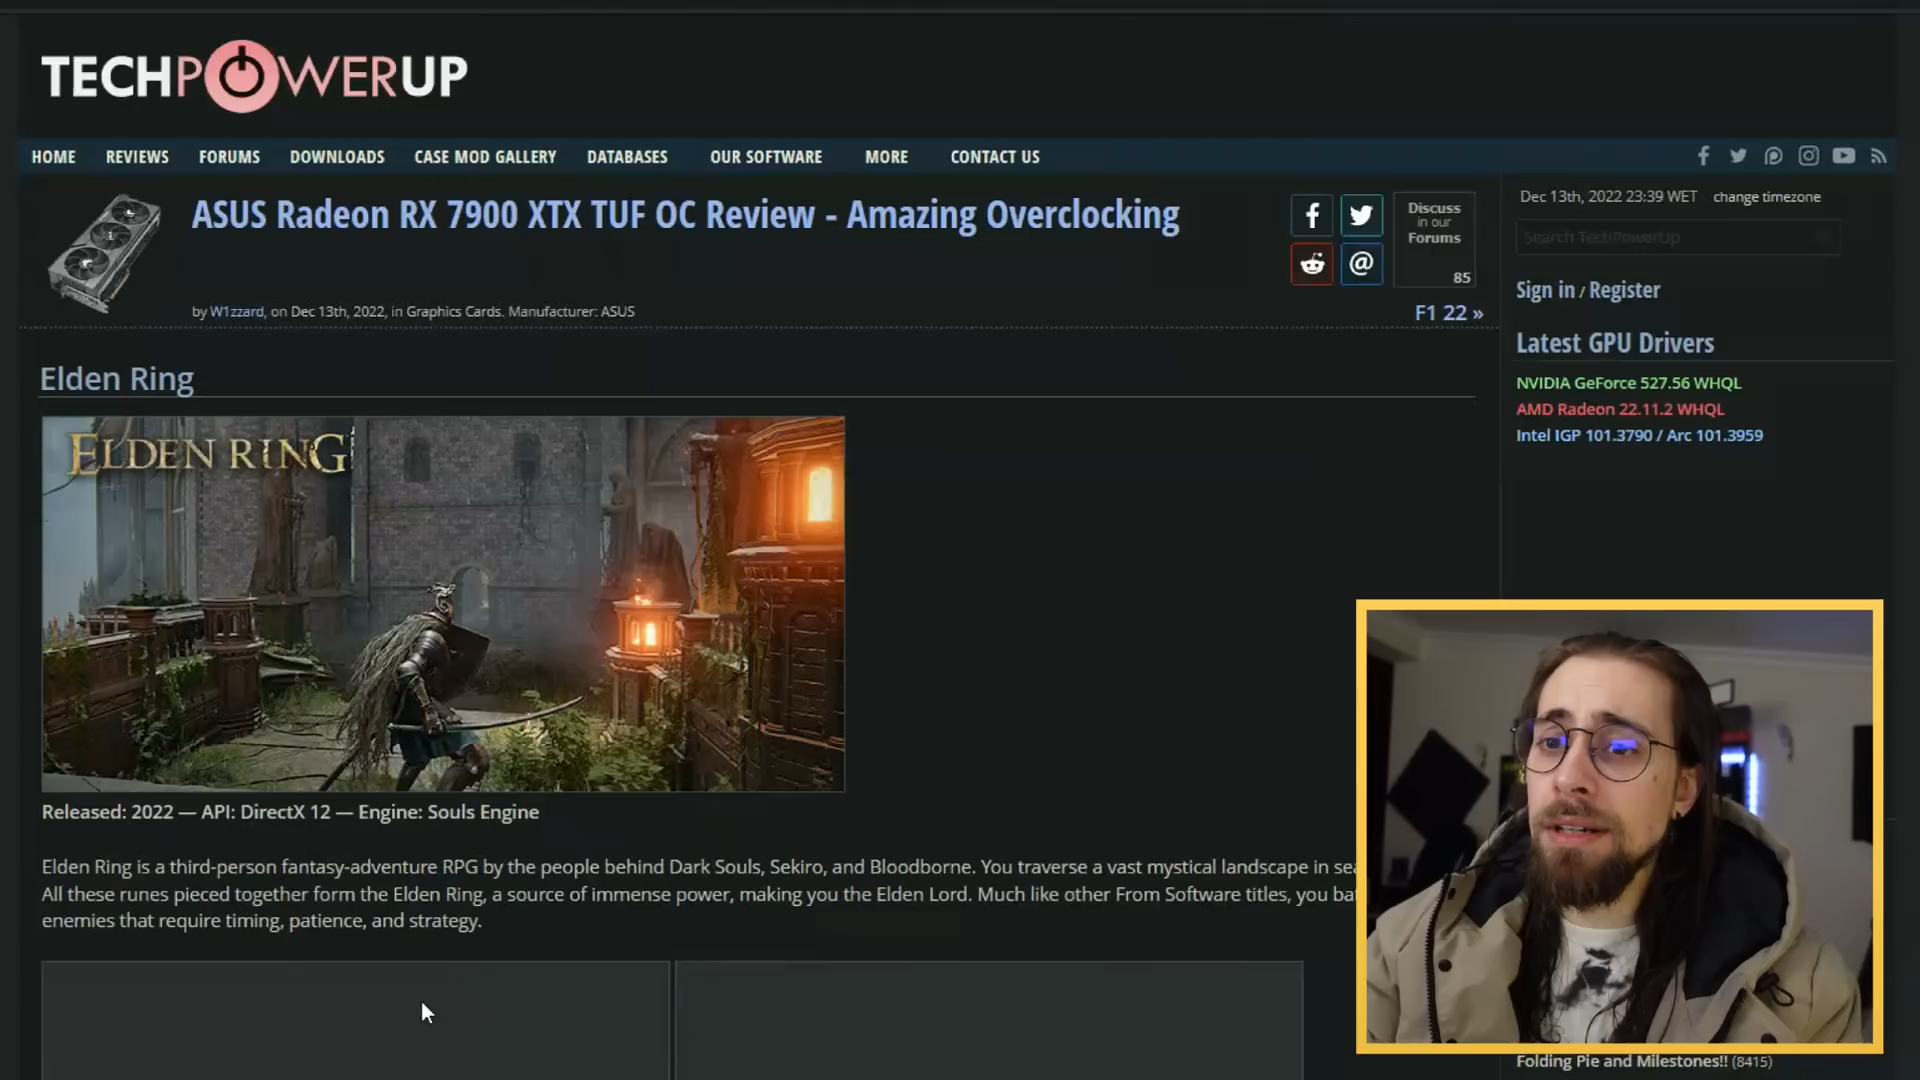 TECHPOWERUP
HOME REVIEWS FORUMS DOWNLOADS CASE MOD GALLERY DATABASES OUR SOFTWARE MORE CONTACT US
ASUS Radeon RX 7900 XTX TUF OC Review - Amazing Overclocking
Discuss
in our
Forums
85
by W1zzard, on Dec 13th, 2022, in Graphics Cards. Manufacturer: ASUS
F1 22 »
Dec 13th, 2022 23:39 WET change timezone
Search TechPowerUp
Sign in / Register
Latest GPU Drivers
NVIDIA GeForce 527.56 WHQL
AMD Radeon 22.11.2 WHQL
Intel IGP 101.3790 / Arc 101.3959
Elden Ring
ELDEN RING
Released: 2022 — API: DirectX 12 — Engine: Souls Engine
Elden Ring is a third-person fantasy-adventure RPG by the people behind Dark Souls, Sekiro, and Bloodborne. You traverse a vast mystical landscape in
All these runes pieced together form the Elden Ring, a source of immense power, making you the Elden Lord. Much like other From Software titles, you
enemies that require timing, patience, and strategy.
Folding Pie and Milestones!! (8415)